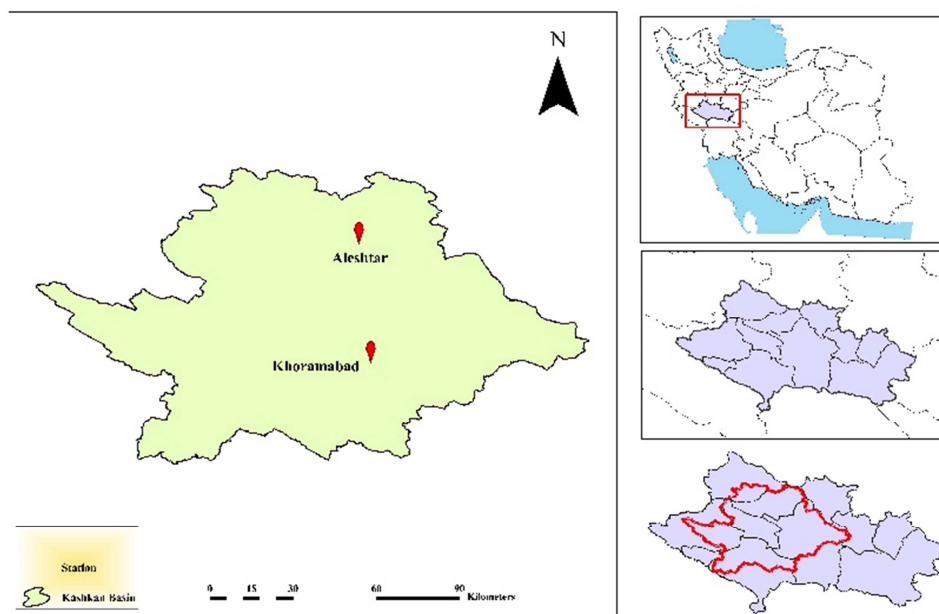 N
Aleshtar
Khoramabad
Station
Kashkan Basin
0 15 30 60 90
Kilometers